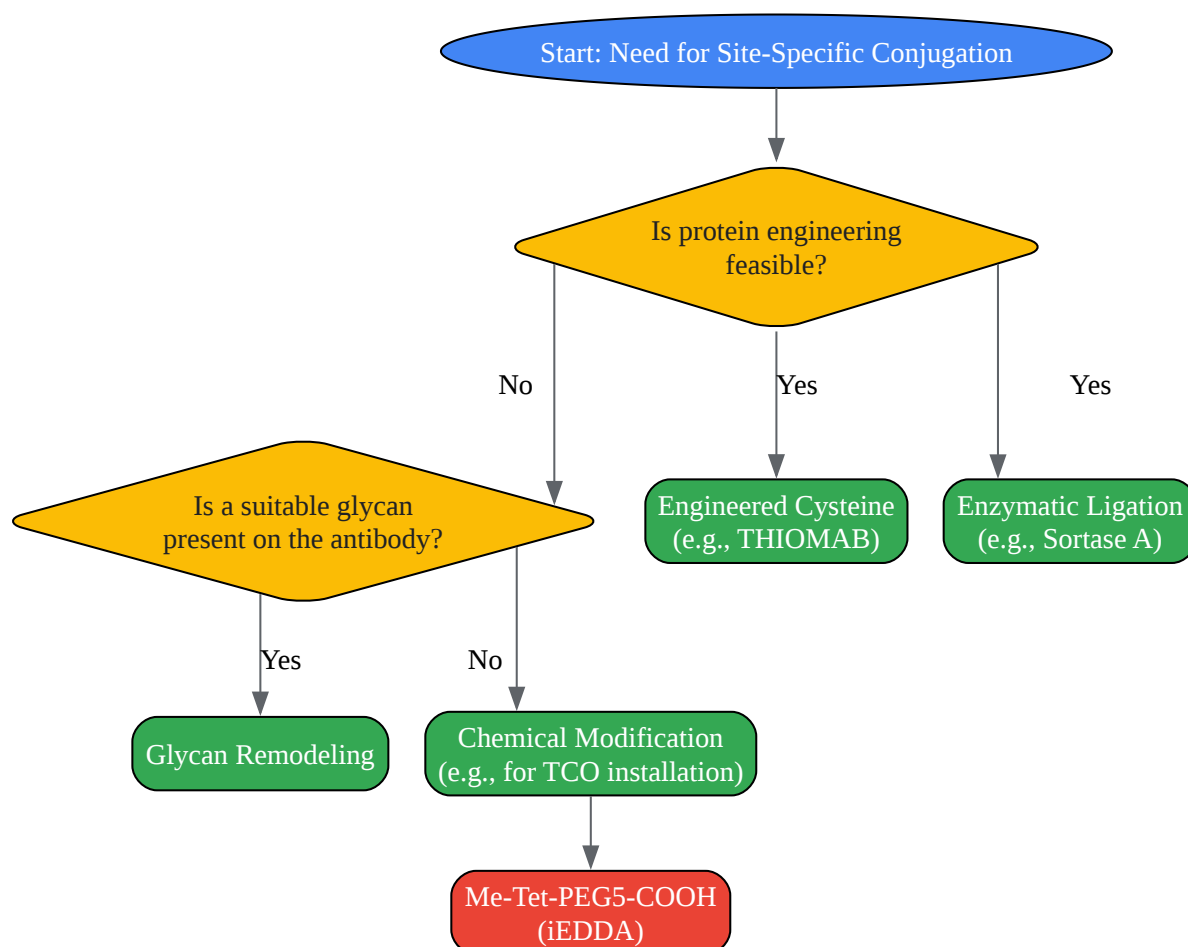 Start: Need for Site-Specific Conjugation
Is protein engineering
feasible?
No
Yes
Yes
Is a suitable glycan
present on the antibody?
Engineered Cysteine
(e.g., THIOMAB)
Enzymatic Ligation
(e.g., Sortase A)
Yes
No
Glycan Remodeling
Chemical Modification
(e.g., for TCO installation)
Me-Tet-PEG5-COOH
(iEDDA)